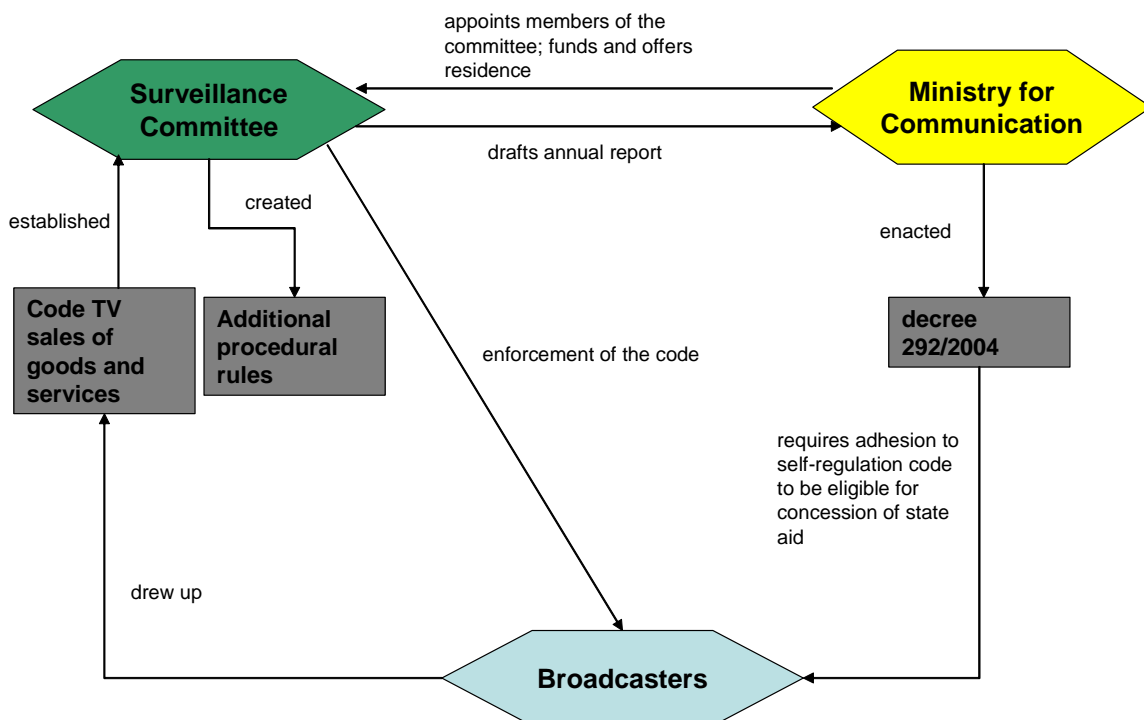 appoints members of the
committee; funds and offers
residence
Surveillance
Committee
Ministry for
Communication
drafts annual report
established
created
enacted
Code TV
sales of
goods and
services
Additional
procedural
rules
decree
292/2004
enforcement of the code
requires adhesion to
self-regulation code
to be eligible for
concession of state
aid
drew up
Broadcasters